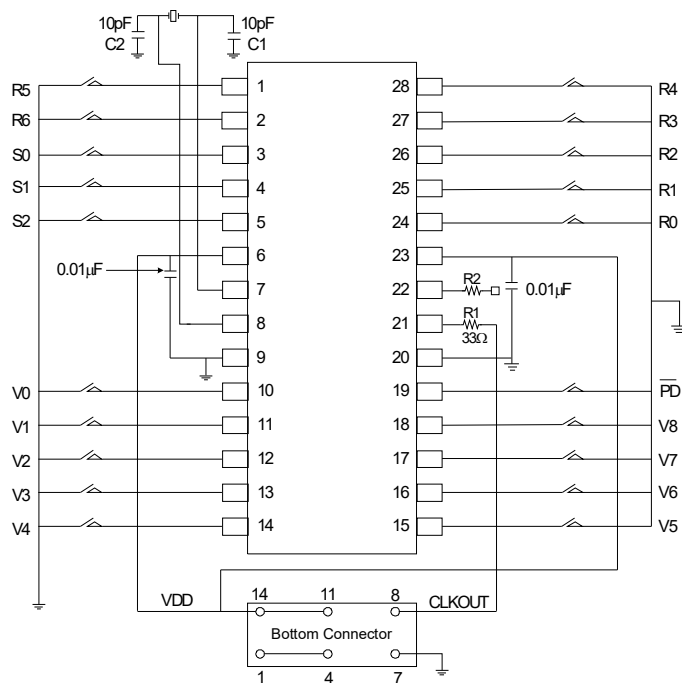 10pF 10pF
C2 C1
R5 1 28 R4
R6 2 27 R3
S0 3 26 R2
S1 4 25 R1
S2 5 24 R0
6 23
0.01μF R2 0.01μF
7 22
8 21 R1
33Ω
9 20
V0 10 19 PD
V1 11 18 V8
V2 12 17 V7
V3 13 16 V6
V4 14 15 V5
VDD 14 11 8 CLKOUT
Bottom Connector
1 4 7